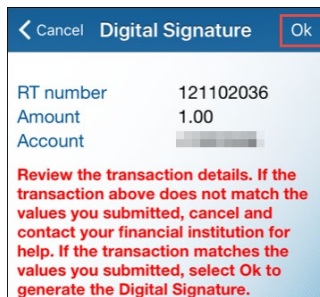 Cancel Digital Signature Ok
RT number 121102036
Amount 1.00
Account
Review the transaction details. If the
transaction above does not match the
values you submitted, cancel and
contact your financial institution for
help. If the transaction matches the
values you submitted, select Ok to
generate the Digital Signature.